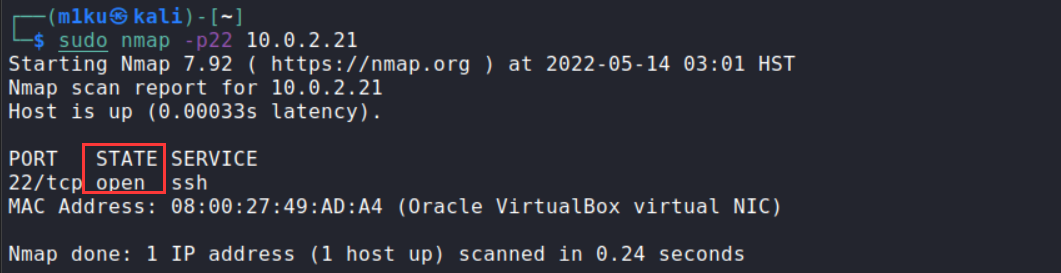 ┌──(m1ku㉿kali)-[~]
└─$ sudo nmap -p22 10.0.2.21
Starting Nmap 7.92 ( https://nmap.org ) at 2022-05-14 03:01 HST
Nmap scan report for 10.0.2.21
Host is up (0.00033s latency).

PORT   STATE SERVICE
22/tcp open  ssh
MAC Address: 08:00:27:49:AD:A4 (Oracle VirtualBox virtual NIC)

Nmap done: 1 IP address (1 host up) scanned in 0.24 seconds